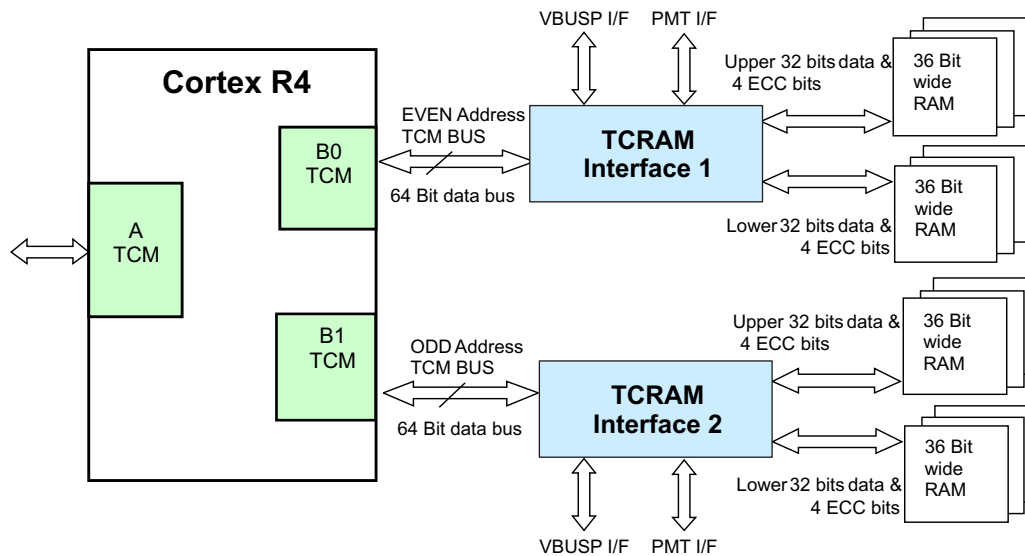 VBUSP I/F
PMT I/F
Cortex R4
EVEN Address
TCM BUS
64 Bit data bus
B0
TCM
A
TCM
B1
TCM
TCRAM
Interface 1
Upper 32 bits data &
4 ECC bits
36 Bit
wide
RAM
Lower 32 bits data &
4 ECC bits
36 Bit
wide
RAM
ODD Address
TCM BUS
64 Bit data bus
TCRAM
Interface 2
Upper 32 bits data &
4 ECC bits
36 Bit
wide
RAM
Lower 32 bits data &
4 ECC bits
36 Bit
wide
RAM
VBUSP I/F
PMT I/F